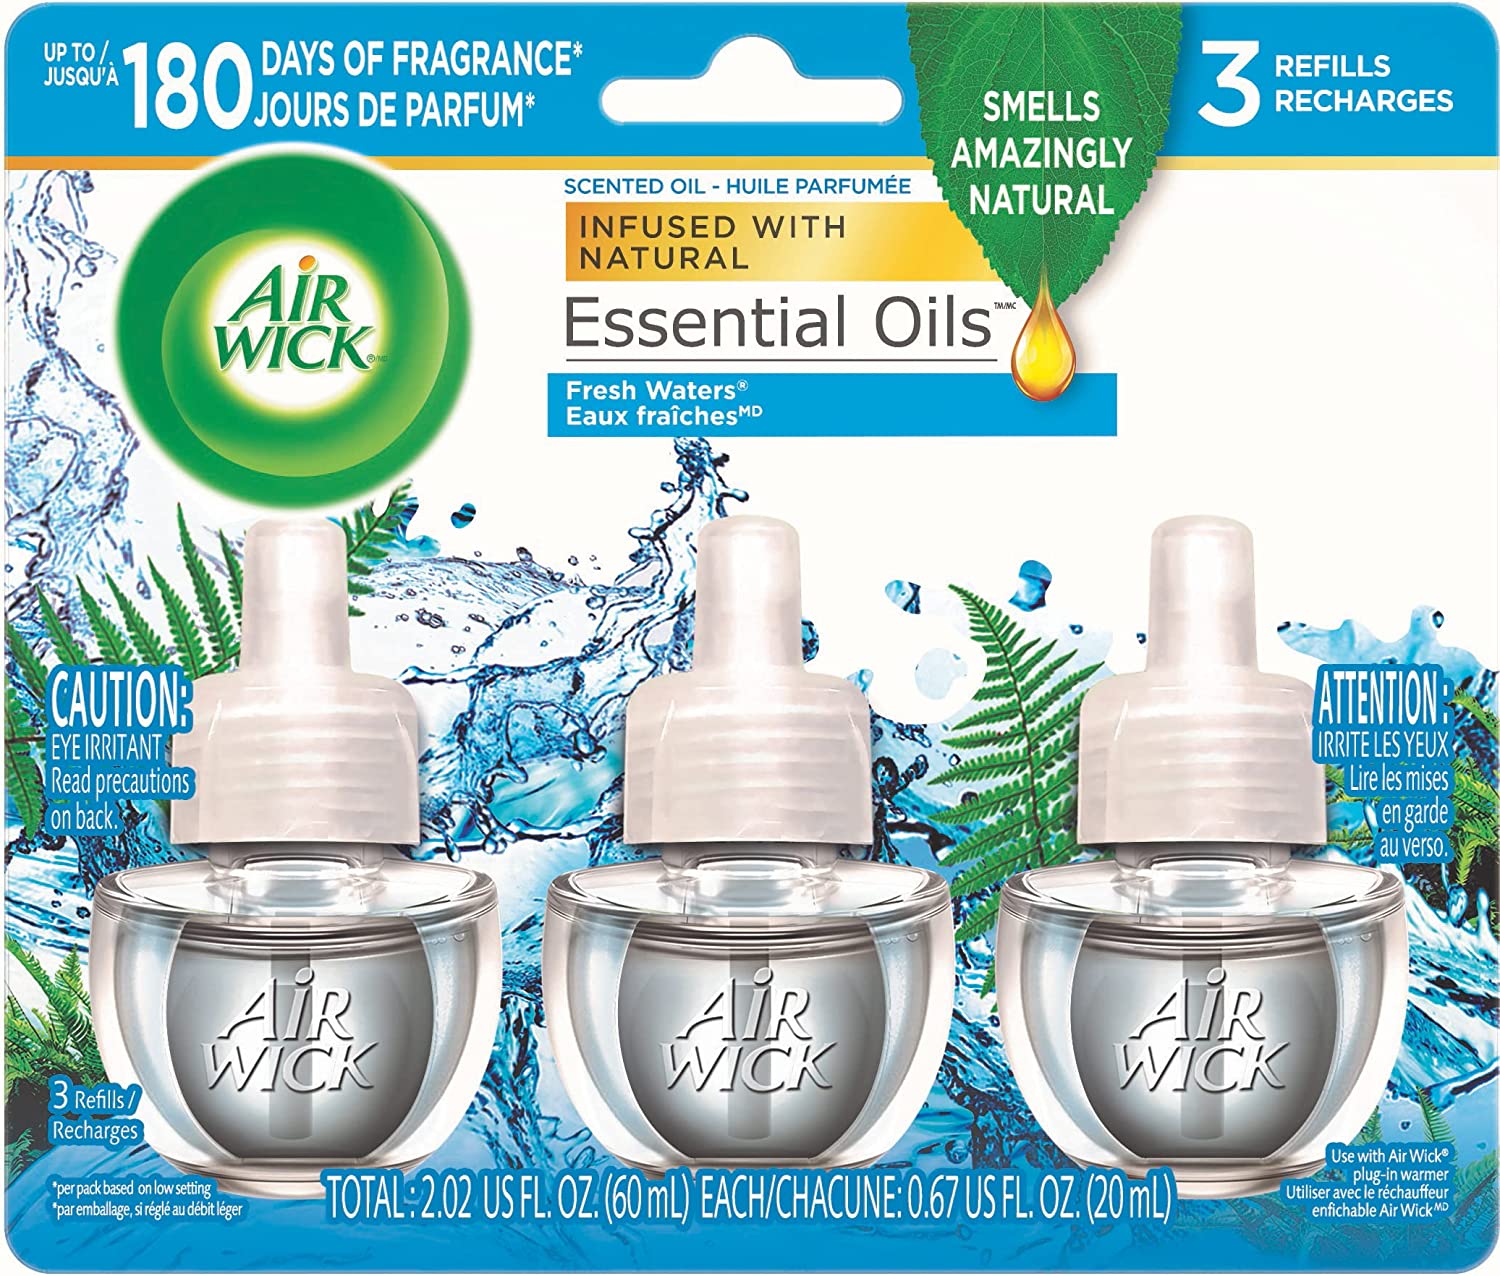 UP TO /
JUSQU'À
180
DAYS OF FRAGRANCE*
JOURS DE PARFUM*
SMELLS
AMAZINGLY
NATURAL
3
REFILLS
RECHARGES
AIR
WICK®/MD
SCENTED OIL - HUILE PARFUMÉE
INFUSED WITH
NATURAL
Essential Oils™/MC
Fresh Waters®
Eaux fraîchesMD
CAUTION:
EYE IRRITANT
Read precautions
on back.
ATTENTION :
IRRITE LES YEUX
Lire les mises
en garde
au verso.
AIR
WICK
AIR
WICK
AIR
WICK
3 Refills /
Recharges
*per pack based on low setting
*par emballage, si réglé au débit léger
TOTAL : 2.02 US FL. OZ. (60 mL) EACH/CHACUNE: 0.67 US FL. OZ. (20 mL)
Use with Air Wick®
plug-in warmer
Utiliser avec le réchauffeur
enfichable Air WickMD